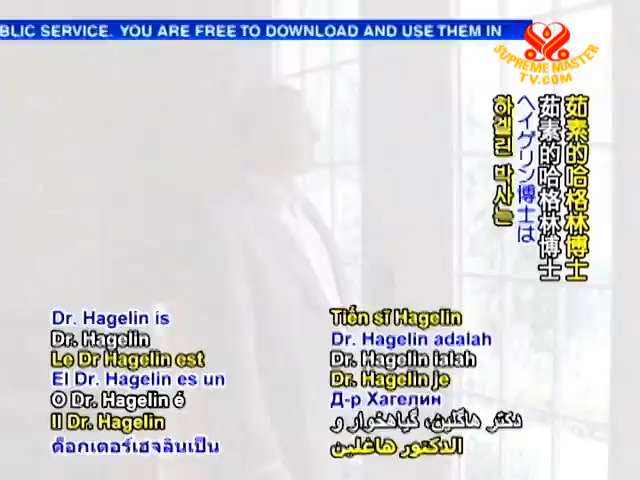 BLIC SERVICE. YOU ARE FREE TO DOWNLOAD AND USE THEM IN
SUPREME MASTER
TV.COM
茹素的哈格林博士
茹素的哈格林博士
ヘイグリン博士は
하겔린 박사는
Dr. Hagelin is
Dr. Hagelin
Le Dr Hagelin est
El Dr. Hagelin es un
O Dr. Hagelin é
Il Dr. Hagelin
ด็อกเตอร์เฮจลินเป็น
Tiến sĩ Hagelin
Dr. Hagelin adalah
Dr. Hagelin ialah
Dr. Hagelin je
Д-р Хагелин
دکتر هاگلین، گیاهخوار و
الدكتور هاغلين